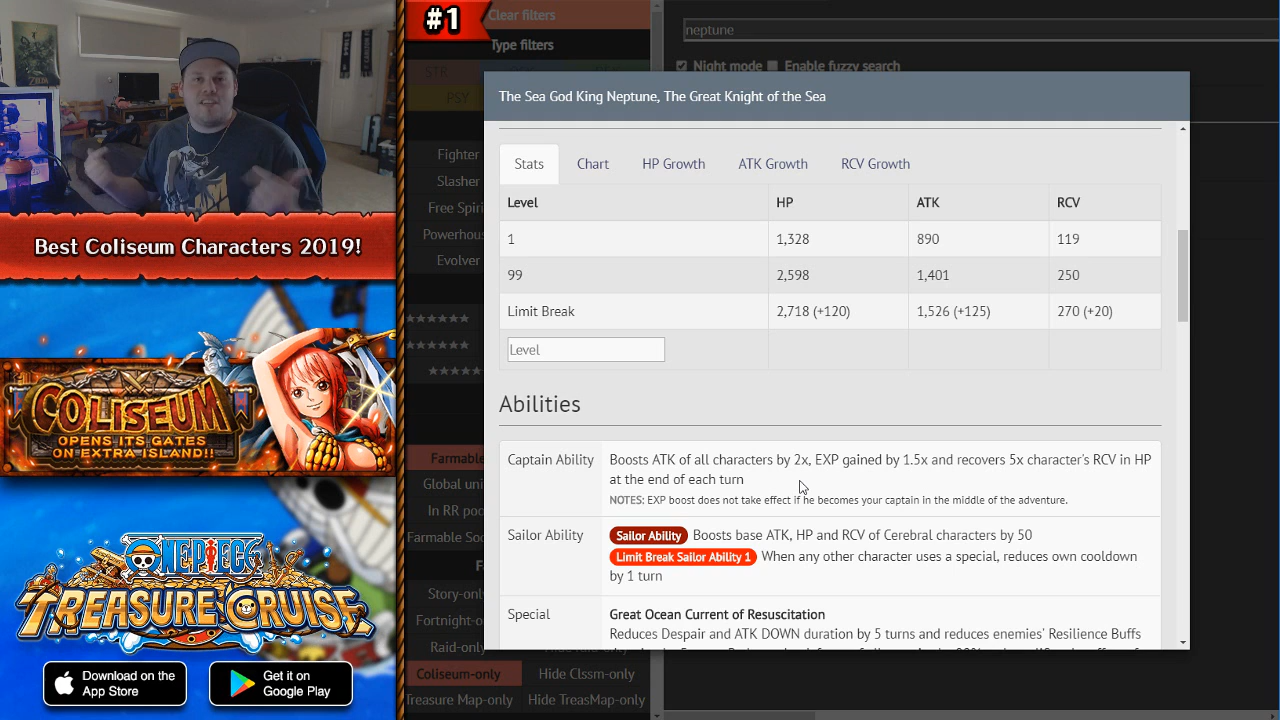 #1
Clear filters
Type filters
STR
PSY
Fighter
Slasher
Free Spiri
Powerhous
Evolver
Farmable
Global uni
In RR poo
Farmable Soc
F
Story-only
Fortnight-o
Raid-only
Coliseum-only
Hide Clssm-only
Treasure Map-only
Hide TreasMap-only
neptune
Night mode
Enable fuzzy search
Best Coliseum Characters 2019!
COLISEUM
OPENS ITS GATES
ON EXTRA ISLAND!!
ONE PIECE
TREASURE CRUISE
Download on the
App Store
Get it on
Google Play
The Sea God King Neptune, The Great Knight of the Sea
Stats Chart HP Growth ATK Growth RCV Growth
Level HP ATK RCV
1 1,328 890 119
99 2,598 1,401 250
Limit Break 2,718 (+120) 1,526 (+125) 270 (+20)
Level
Abilities
Captain Ability Boosts ATK of all characters by 2x, EXP gained by 1.5x and recovers 5x character's RCV in HP
at the end of each turn
NOTES: EXP boost does not take effect if he becomes your captain in the middle of the adventure.
Sailor Ability Sailor Ability Boosts base ATK, HP and RCV of Cerebral characters by 50
Limit Break Sailor Ability 1 When any other character uses a special, reduces own cooldown
by 1 turn
Special Great Ocean Current of Resuscitation
Reduces Despair and ATK DOWN duration by 5 turns and reduces enemies' Resilience Buffs